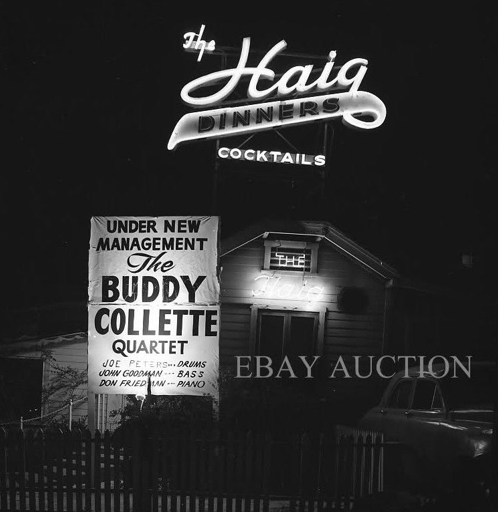 The
Haig
DINNERS
COCKTAILS
UNDER NEW
MANAGEMENT
The
BUDDY
COLLETTE
QUARTET
JOE PETERS...DRUMS
JOHN GOODMAN...BASS
DON FRIEDMAN...PIANO
THE
Haig
EBAY AUCTION